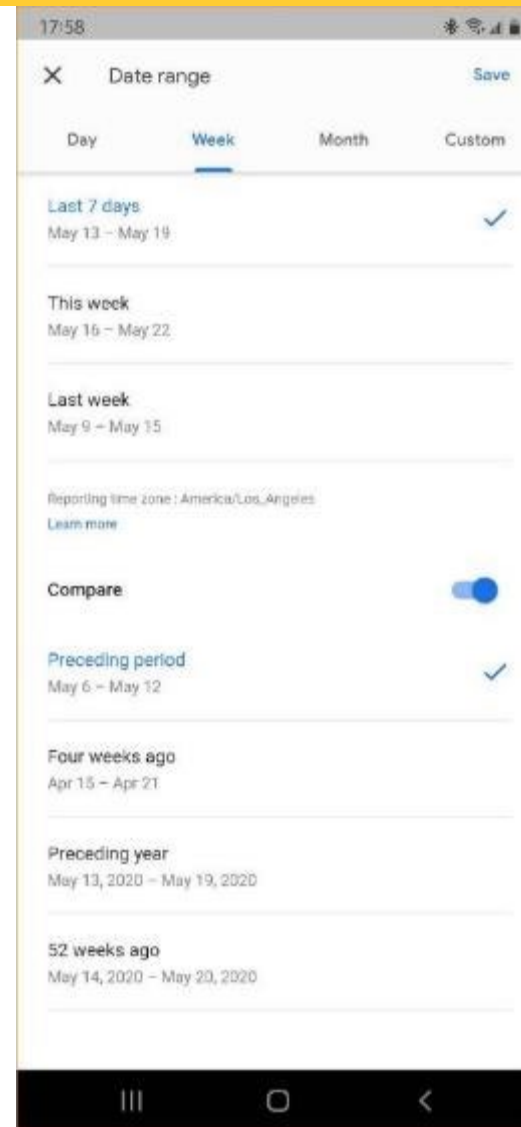 17:58
Date range
Save
Day Week Month Custom
Last 7 days
May 13 – May 19
This week
May 16 – May 22
Last week
May 9 – May 15
Reporting time zone : America/Los_Angeles
Learn more
Compare
Preceding period
May 6 – May 12
Four weeks ago
Apr 15 – Apr 21
Preceding year
May 13, 2020 – May 19, 2020
52 weeks ago
May 14, 2020 – May 20, 2020